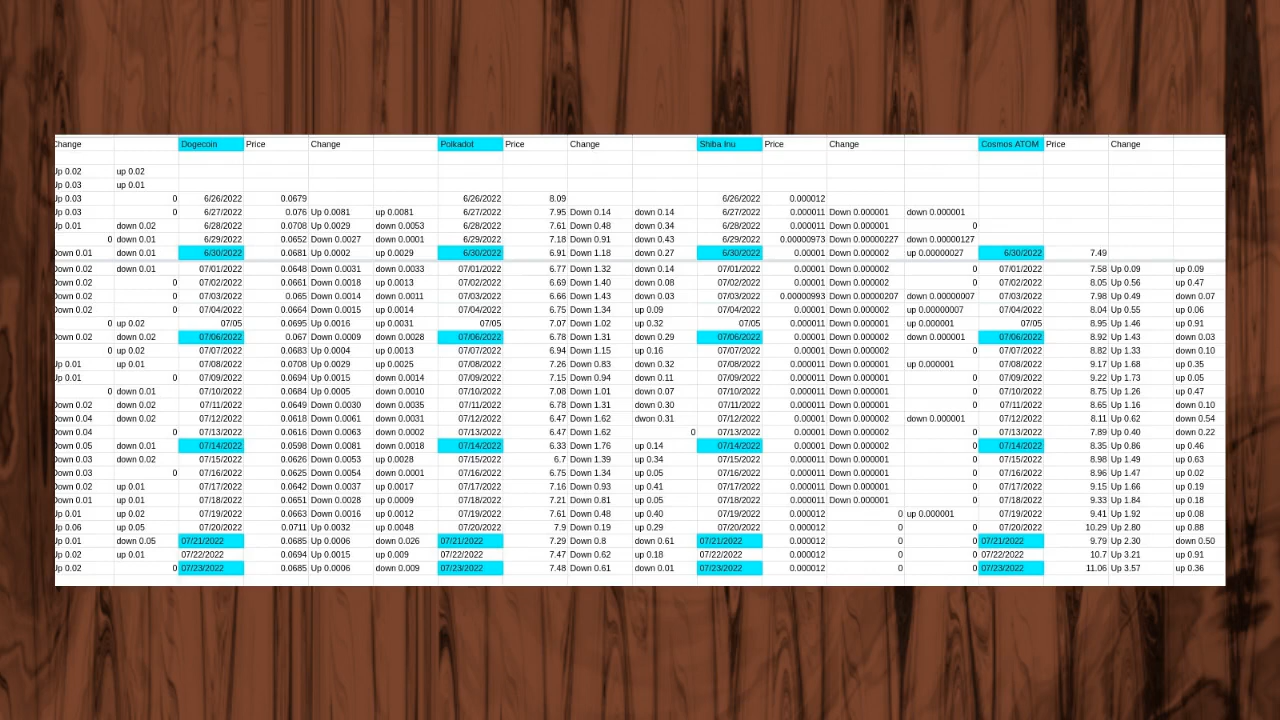 Change Dogecoin Price Change Polkadot Price Change Shiba Inu Price Change Cosmos ATOM Price Change
Up 0.02 up 0.02
Up 0.03 up 0.01
Up 0.03 0 6/26/2022 0.0679 6/26/2022 8.09 6/26/2022 0.000012
Up 0.03 0 6/27/2022 0.076 Up 0.0081 up 0.0081 6/27/2022 7.95 Down 0.14 down 0.14 6/27/2022 0.000011 Down 0.000001 down 0.000001
Up 0.01 down 0.02 6/28/2022 0.0708 Up 0.0029 down 0.0053 6/28/2022 7.61 Down 0.48 down 0.34 6/28/2022 0.000011 Down 0.000001 0
0 down 0.01 6/29/2022 0.0652 Down 0.0027 down 0.0001 6/29/2022 7.18 Down 0.91 down 0.43 6/29/2022 0.00000973 Down 0.00000227 down 0.00000127
Down 0.01 down 0.01 6/30/2022 0.0681 Up 0.0002 up 0.0029 6/30/2022 6.91 Down 1.18 down 0.27 6/30/2022 0.00001 Down 0.000002 up 0.00000027 6/30/2022 7.49
Down 0.02 down 0.01 07/01/2022 0.0648 Down 0.0031 down 0.0033 07/01/2022 6.77 Down 1.32 down 0.14 07/01/2022 0.00001 Down 0.000002 0 07/01/2022 7.58 Up 0.09 up 0.09
Down 0.02 0 07/02/2022 0.0661 Down 0.0018 up 0.0013 07/02/2022 6.69 Down 1.40 down 0.08 07/02/2022 0.00001 Down 0.000002 0 07/02/2022 8.05 Up 0.56 up 0.47
Down 0.02 0 07/03/2022 0.065 Down 0.0014 down 0.0011 07/03/2022 6.66 Down 1.43 down 0.03 07/03/2022 0.00000993 Down 0.00000207 down 0.00000007 07/03/2022 7.98 Up 0.49 down 0.07
Down 0.02 0 07/04/2022 0.0664 Down 0.0015 up 0.0014 07/04/2022 6.75 Down 1.34 up 0.09 07/04/2022 0.00001 Down 0.000002 up 0.00000007 07/04/2022 8.04 Up 0.55 up 0.06
0 up 0.02 07/05 0.0695 Up 0.0016 up 0.0031 07/05 7.07 Down 1.02 up 0.32 07/05 0.000011 Down 0.000001 up 0.000001 07/05 8.95 Up 1.46 up 0.91
Down 0.02 down 0.02 07/06/2022 0.067 Down 0.0009 down 0.0028 07/06/2022 6.78 Down 1.31 down 0.29 07/06/2022 0.00001 Down 0.000002 down 0.000001 07/06/2022 8.92 Up 1.43 down 0.03
0 up 0.02 07/07/2022 0.0683 Up 0.0004 up 0.0013 07/07/2022 6.94 Down 1.15 up 0.16 07/07/2022 0.00001 Down 0.000002 0 07/07/2022 8.82 Up 1.33 down 0.10
Up 0.01 up 0.01 07/08/2022 0.0708 Up 0.0029 up 0.0025 07/08/2022 7.26 Down 0.83 down 0.32 07/08/2022 0.000011 Down 0.000001 up 0.000001 07/08/2022 9.17 Up 1.68 up 0.35
Up 0.01 0 07/09/2022 0.0694 Up 0.0015 down 0.0014 07/09/2022 7.15 Down 0.94 down 0.11 07/09/2022 0.000011 Down 0.000001 0 07/09/2022 9.22 Up 1.73 up 0.05
0 down 0.01 07/10/2022 0.0684 Up 0.0005 down 0.0010 07/10/2022 7.08 Down 1.01 down 0.07 07/10/2022 0.000011 Down 0.000001 0 07/10/2022 8.75 Up 1.26 up 0.47
Down 0.02 down 0.02 07/11/2022 0.0649 Down 0.0030 down 0.0035 07/11/2022 6.78 Down 1.31 down 0.30 07/11/2022 0.000011 Down 0.000001 0 07/11/2022 8.65 Up 1.16 down 0.10
Down 0.04 down 0.02 07/12/2022 0.0618 Down 0.0061 down 0.0031 07/12/2022 6.47 Down 1.62 dwon 0.31 07/12/2022 0.00001 Down 0.000002 down 0.000001 07/12/2022 8.11 Up 0.62 down 0.54
Down 0.04 0 07/13/2022 0.0616 Down 0.0063 down 0.0002 07/13/2022 6.47 Down 1.62 0 07/13/2022 0.00001 Down 0.000002 0 07/13/2022 7.89 Up 0.40 down 0.22
Down 0.05 down 0.01 07/14/2022 0.0598 Down 0.0081 down 0.0018 07/14/2022 6.33 Down 1.76 up 0.14 07/14/2022 0.00001 Down 0.000002 0 07/14/2022 8.35 Up 0.86 up 0.46
Down 0.03 down 0.02 07/15/2022 0.0626 Down 0.0054 up 0.0028 07/15/2022 6.7 Down 1.39 up 0.34 07/15/2022 0.000011 Down 0.000001 0 07/15/2022 8.98 Up 1.49 up 0.63
Down 0.03 0 07/16/2022 0.0625 Down 0.0054 down 0.0001 07/16/2022 6.75 Down 1.34 up 0.05 07/16/2022 0.000011 Down 0.000001 0 07/16/2022 8.96 Up 1.47 up 0.02
Down 0.02 up 0.01 07/17/2022 0.0642 Down 0.0037 up 0.0017 07/17/2022 7.16 Down 0.93 up 0.41 07/17/2022 0.000011 Down 0.000001 0 07/17/2022 9.15 Up 1.66 up 0.19
Down 0.01 up 0.01 07/18/2022 0.0651 Down 0.0028 up 0.0009 07/18/2022 7.21 Down 0.81 up 0.05 07/18/2022 0.000011 Down 0.000001 0 07/18/2022 9.33 Up 1.84 up 0.18
Up 0.01 up 0.02 07/19/2022 0.0663 Down 0.0016 up 0.0012 07/19/2022 7.61 Down 0.48 up 0.40 07/19/2022 0.000012 0 up 0.000001 07/19/2022 9.41 Up 1.92 up 0.08
Up 0.06 up 0.05 07/20/2022 0.0711 Up 0.0032 up 0.0048 07/20/2022 7.9 Down 0.19 up 0.29 07/20/2022 0.000012 0 0 07/20/2022 10.29 Up 2.80 up 0.88
Up 0.01 down 0.05 07/21/2022 0.0685 Up 0.0006 down 0.026 07/21/2022 7.29 Down 0.8 down 0.61 07/21/2022 0.000012 0 0 07/21/2022 9.79 Up 2.30 down 0.50
Up 0.02 up 0.01 07/22/2022 0.0694 Up 0.0015 up 0.009 07/22/2022 7.47 Down 0.62 up 0.18 07/22/2022 0.000012 0 0 07/22/2022 10.7 Up 3.21 up 0.91
Up 0.02 0 07/23/2022 0.0685 Up 0.0006 down 0.009 07/23/2022 7.48 Down 0.61 down 0.01 07/23/2022 0.000012 0 0 07/23/2022 11.06 Up 3.57 up 0.36